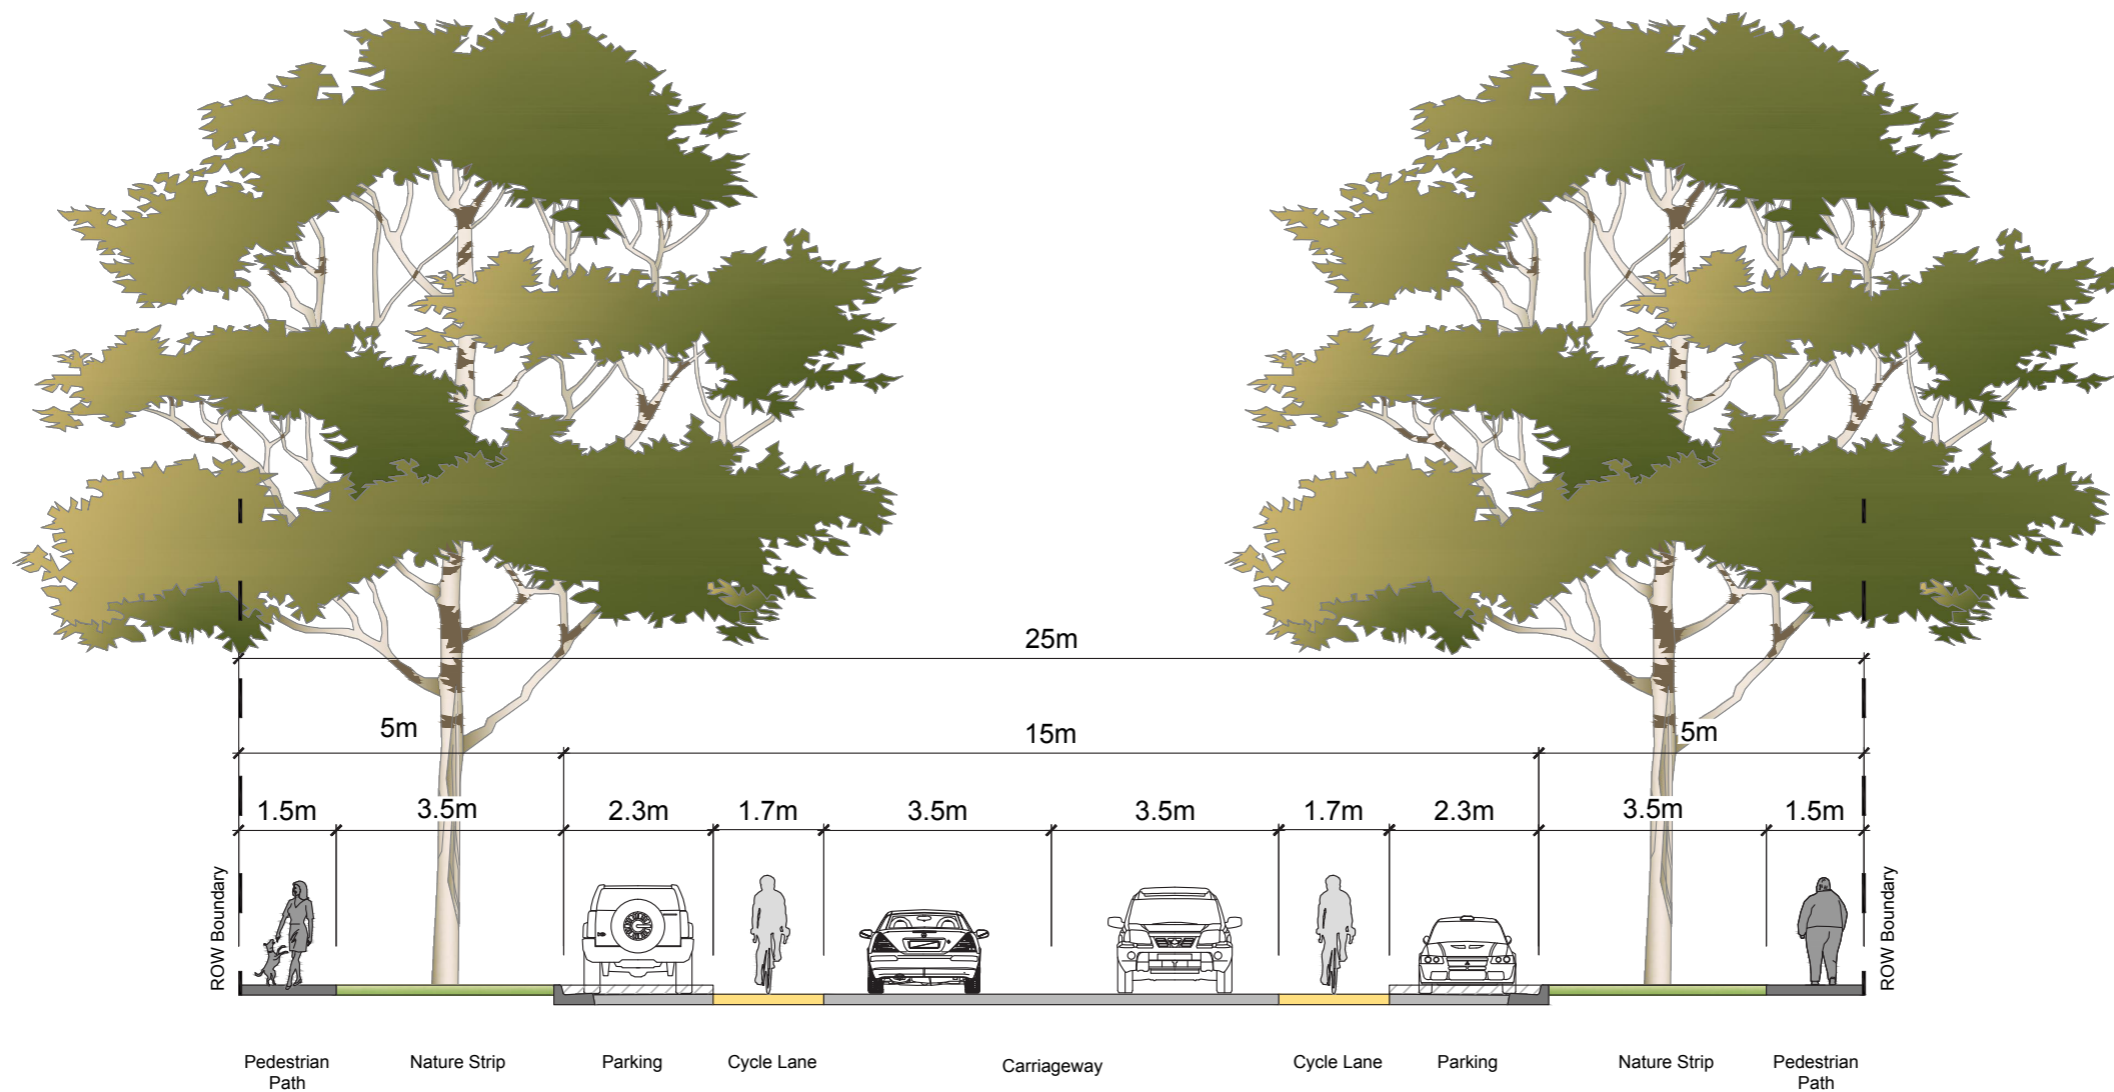 25m
5m
15m
5m
1.5m
3.5m
2.3m
1.7m
3.5m
3.5m
1.7m
2.3m
3.5m
1.5m
ROW Boundary
ROW Boundary
Pedestrian
Path
Nature Strip
Parking
Cycle Lane
Carriageway
Cycle Lane
Parking
Nature Strip
Pedestrian
Path